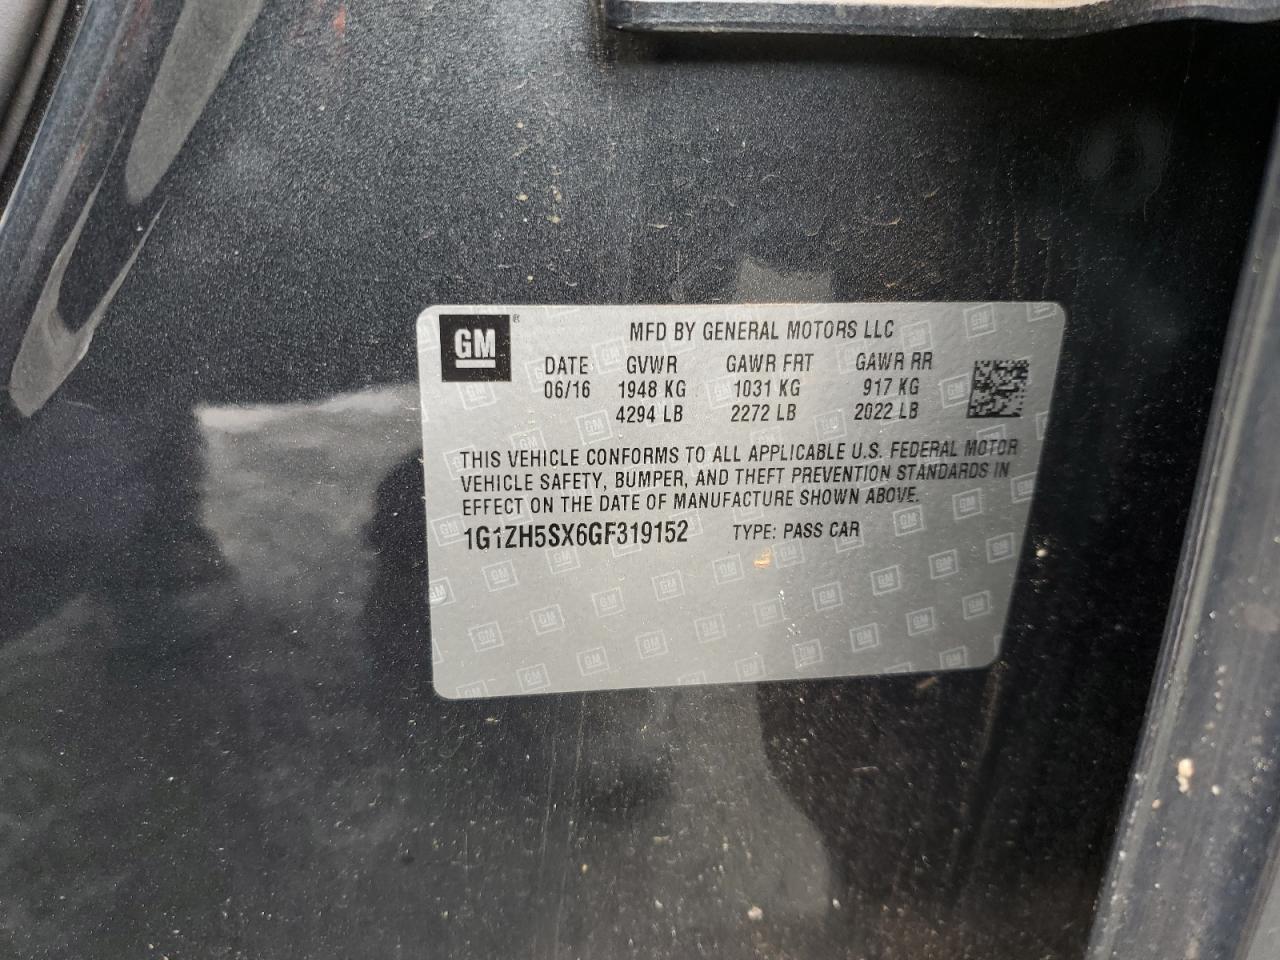 GM®
MFD BY GENERAL MOTORS LLC
DATE GVWR GAWR FRT GAWR RR
06/16 1948 KG 1031 KG 917 KG
4294 LB 2272 LB 2022 LB
THIS VEHICLE CONFORMS TO ALL APPLICABLE U.S. FEDERAL MOTOR
VEHICLE SAFETY, BUMPER, AND THEFT PREVENTION STANDARDS IN
EFFECT ON THE DATE OF MANUFACTURE SHOWN ABOVE.
1G1ZH5SX6GF319152 TYPE: PASS CAR